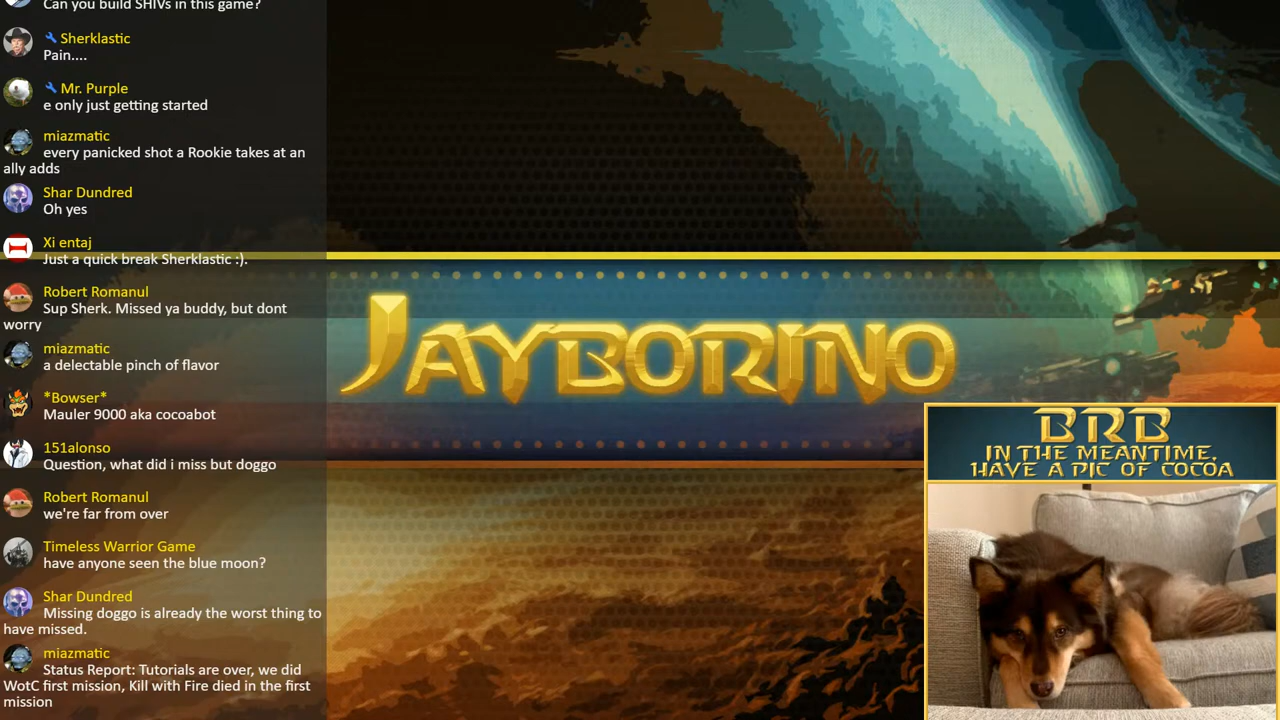 Can you build SHIVs in this game?
Sherklastic
Pain....
Mr. Purple
e only just getting started
miazmatic
every panicked shot a Rookie takes at an
ally adds
Shar Dundred
Oh yes
Xi entaj
Just a quick break Sherklastic :).
Robert Romanul
Sup Sherk. Missed ya buddy, but dont
worry
miazmatic
a delectable pinch of flavor
*Bowser*
Mauler 9000 aka cocoabot
151alonso
Question, what did i miss but doggo
Robert Romanul
we're far from over
Timeless Warrior Game
have anyone seen the blue moon?
Shar Dundred
Missing doggo is already the worst thing to
have missed.
miazmatic
Status Report: Tutorials are over, we did
WotC first mission, Kill with Fire died in the first
mission
JAYBORINO
BRB
IN THE MEANTIME,
HAVE A PIC OF COCOA